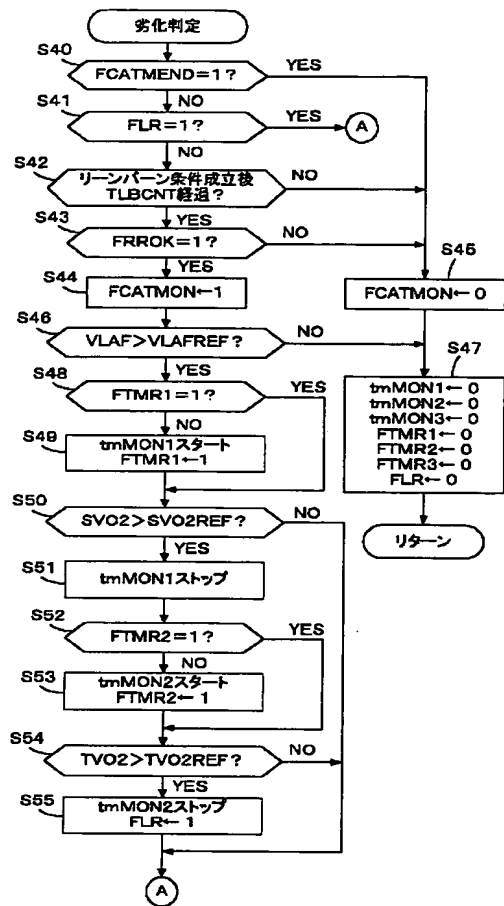 劣化判定
S40
FCATMEND=1?
YES
NO
S41
FLR=1?
YES
A
NO
S42
リーンバーン条件成立後
TLBCNT経過?
NO
YES
S43
FRROK=1?
NO
YES
S44
FCATMON←1
S45
FCATMON←0
S46
VLAF>VLAFREF?
NO
YES
S47
tmMON1←0
tmMON2←0
tmMON3←0
FTMR1←0
FTMR2←0
FTMR3←0
FLR←0
リターン
S48
FTMR1=1?
YES
NO
S49
tmMON1スタート
FTMR1←1
S50
SVO2>SVO2REF?
NO
YES
S51
tmMON1ストップ
S52
FTMR2=1?
YES
NO
S53
tmMON2スタート
FTMR2←1
S54
TVO2>TVO2REF?
NO
YES
S55
tmMON2ストップ
FLR←1
A